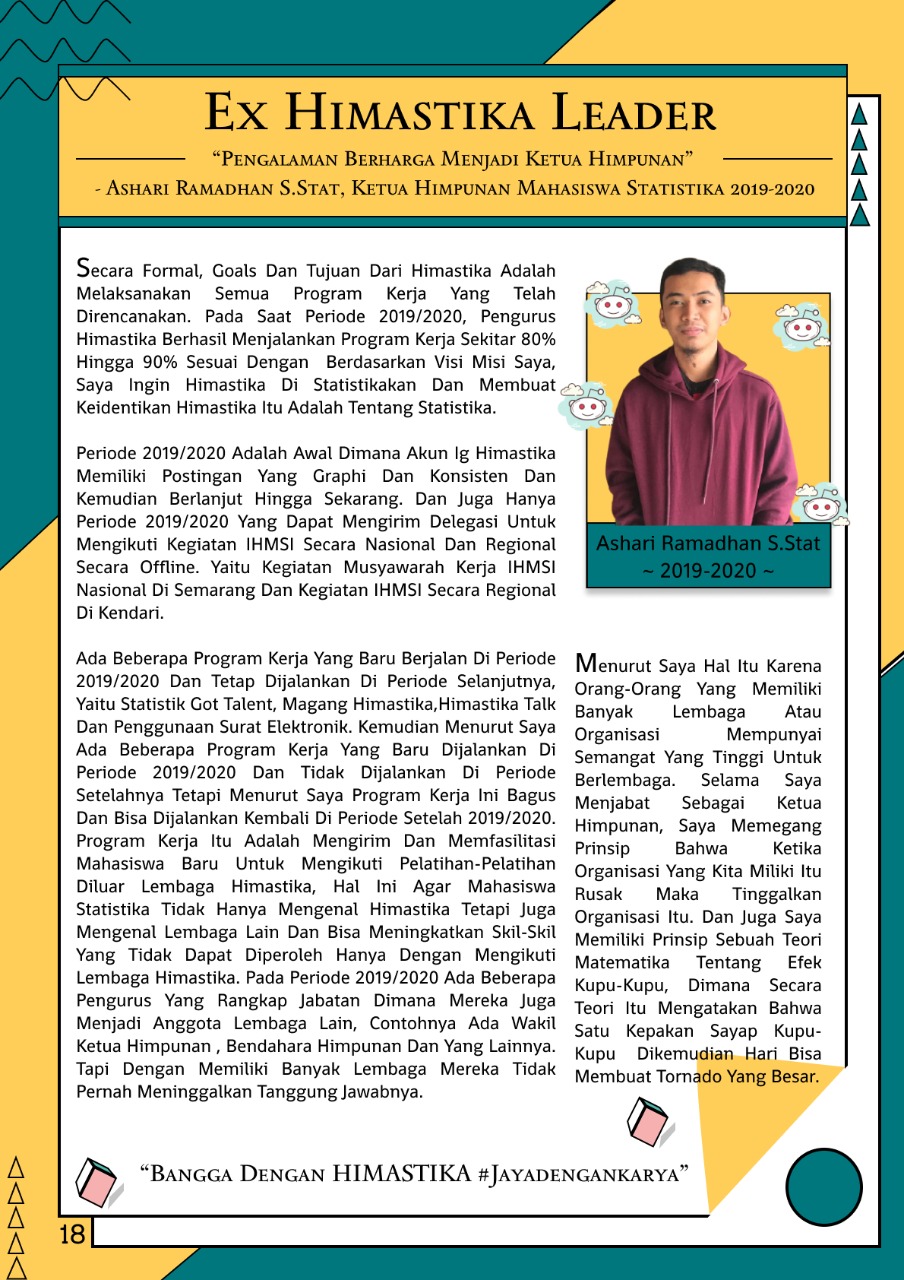 Ex Himastika Leader
“Pengalaman Berharga Menjadi Ketua Himpunan”
- Ashari Ramadhan S.Stat, Ketua Himpunan Mahasiswa Statistika 2019-2020
Secara Formal, Goals Dan Tujuan Dari Himastika Adalah
Melaksanakan Semua Program Kerja Yang Telah
Direncanakan. Pada Saat Periode 2019/2020, Pengurus
Himastika Berhasil Menjalankan Program Kerja Sekitar 80%
Hingga 90% Sesuai Dengan Berdasarkan Visi Misi Saya,
Saya Ingin Himastika Di Statistikakan Dan Membuat
Keidentikan Himastika Itu Adalah Tentang Statistika.
Periode 2019/2020 Adalah Awal Dimana Akun Ig Himastika
Memiliki Postingan Yang Graphi Dan Konsisten Dan
Kemudian Berlanjut Hingga Sekarang. Dan Juga Hanya
Periode 2019/2020 Yang Dapat Mengirim Delegasi Untuk
Mengikuti Kegiatan IHMSI Secara Nasional Dan Regional
Secara Offline. Yaitu Kegiatan Musyawarah Kerja IHMSI
Nasional Di Semarang Dan Kegiatan IHMSI Secara Regional
Di Kendari.
Ada Beberapa Program Kerja Yang Baru Berjalan Di Periode
2019/2020 Dan Tetap Dijalankan Di Periode Selanjutnya,
Yaitu Statistik Got Talent, Magang Himastika,Himastika Talk
Dan Penggunaan Surat Elektronik. Kemudian Menurut Saya
Ada Beberapa Program Kerja Yang Baru Dijalankan Di
Periode 2019/2020 Dan Tidak Dijalankan Di Periode
Setelahnya Tetapi Menurut Saya Program Kerja Ini Bagus
Dan Bisa Dijalankan Kembali Di Periode Setelah 2019/2020.
Program Kerja Itu Adalah Mengirim Dan Memfasilitasi
Mahasiswa Baru Untuk Mengikuti Pelatihan-Pelatihan
Diluar Lembaga Himastika, Hal Ini Agar Mahasiswa
Statistika Tidak Hanya Mengenal Himastika Tetapi Juga
Mengenal Lembaga Lain Dan Bisa Meningkatkan Skil-Skil
Yang Tidak Dapat Diperoleh Hanya Dengan Mengikuti
Lembaga Himastika. Pada Periode 2019/2020 Ada Beberapa
Pengurus Yang Rangkap Jabatan Dimana Mereka Juga
Menjadi Anggota Lembaga Lain, Contohnya Ada Wakil
Ketua Himpunan , Bendahara Himpunan Dan Yang Lainnya.
Tapi Dengan Memiliki Banyak Lembaga Mereka Tidak
Pernah Meninggalkan Tanggung Jawabnya.
Ashari Ramadhan S.Stat
~ 2019-2020 ~
Menurut Saya Hal Itu Karena
Orang-Orang Yang Memiliki
Banyak Lembaga Atau
Organisasi Mempunyai
Semangat Yang Tinggi Untuk
Berlembaga. Selama Saya
Menjabat Sebagai Ketua
Himpunan, Saya Memegang
Prinsip Bahwa Ketika
Organisasi Yang Kita Miliki Itu
Rusak Maka Tinggalkan
Organisasi Itu. Dan Juga Saya
Memiliki Prinsip Sebuah Teori
Matematika Tentang Efek
Kupu-Kupu, Dimana Secara
Teori Itu Mengatakan Bahwa
Satu Kepakan Sayap Kupu-
Kupu Dikemudian Hari Bisa
Membuat Tornado Yang Besar.
“Bangga Dengan HIMASTIKA #Jayadengankarya”
18